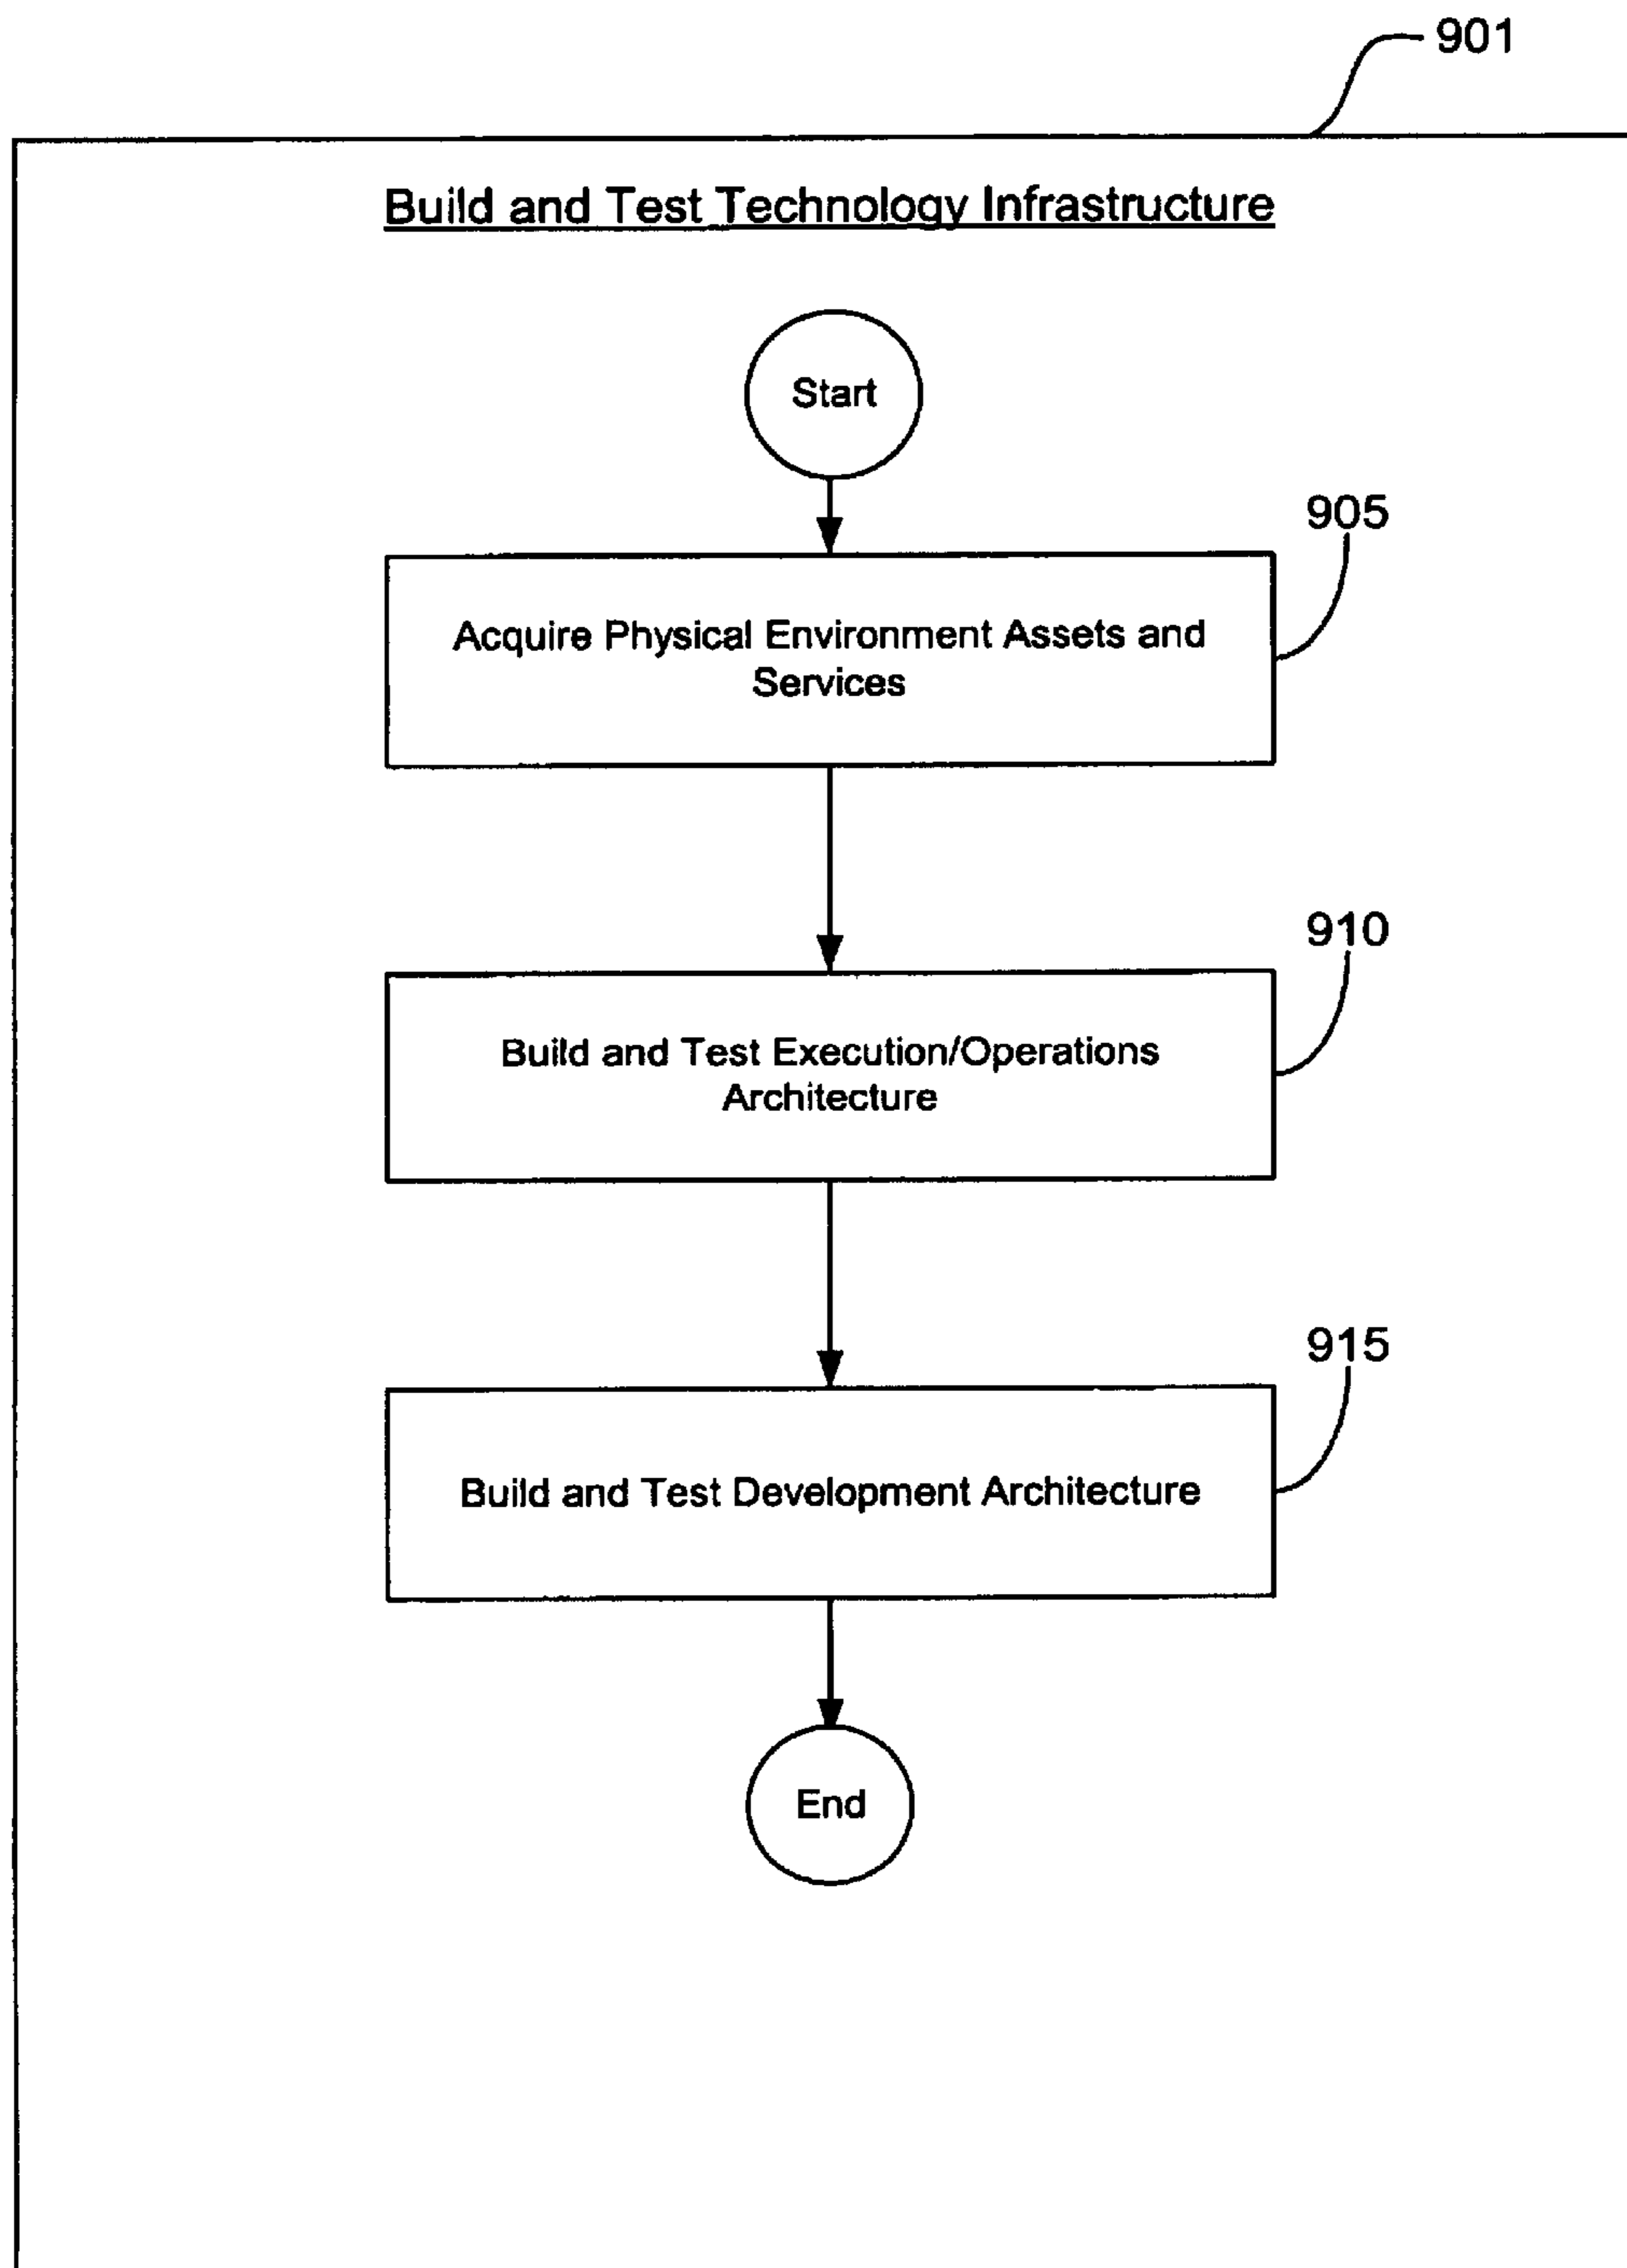 901
Build and Test Technology Infrastructure
Start
905
Acquire Physical Environment Assets and
Services
910
Build and Test Execution/Operations
Architecture
915
Build and Test Development Architecture
End